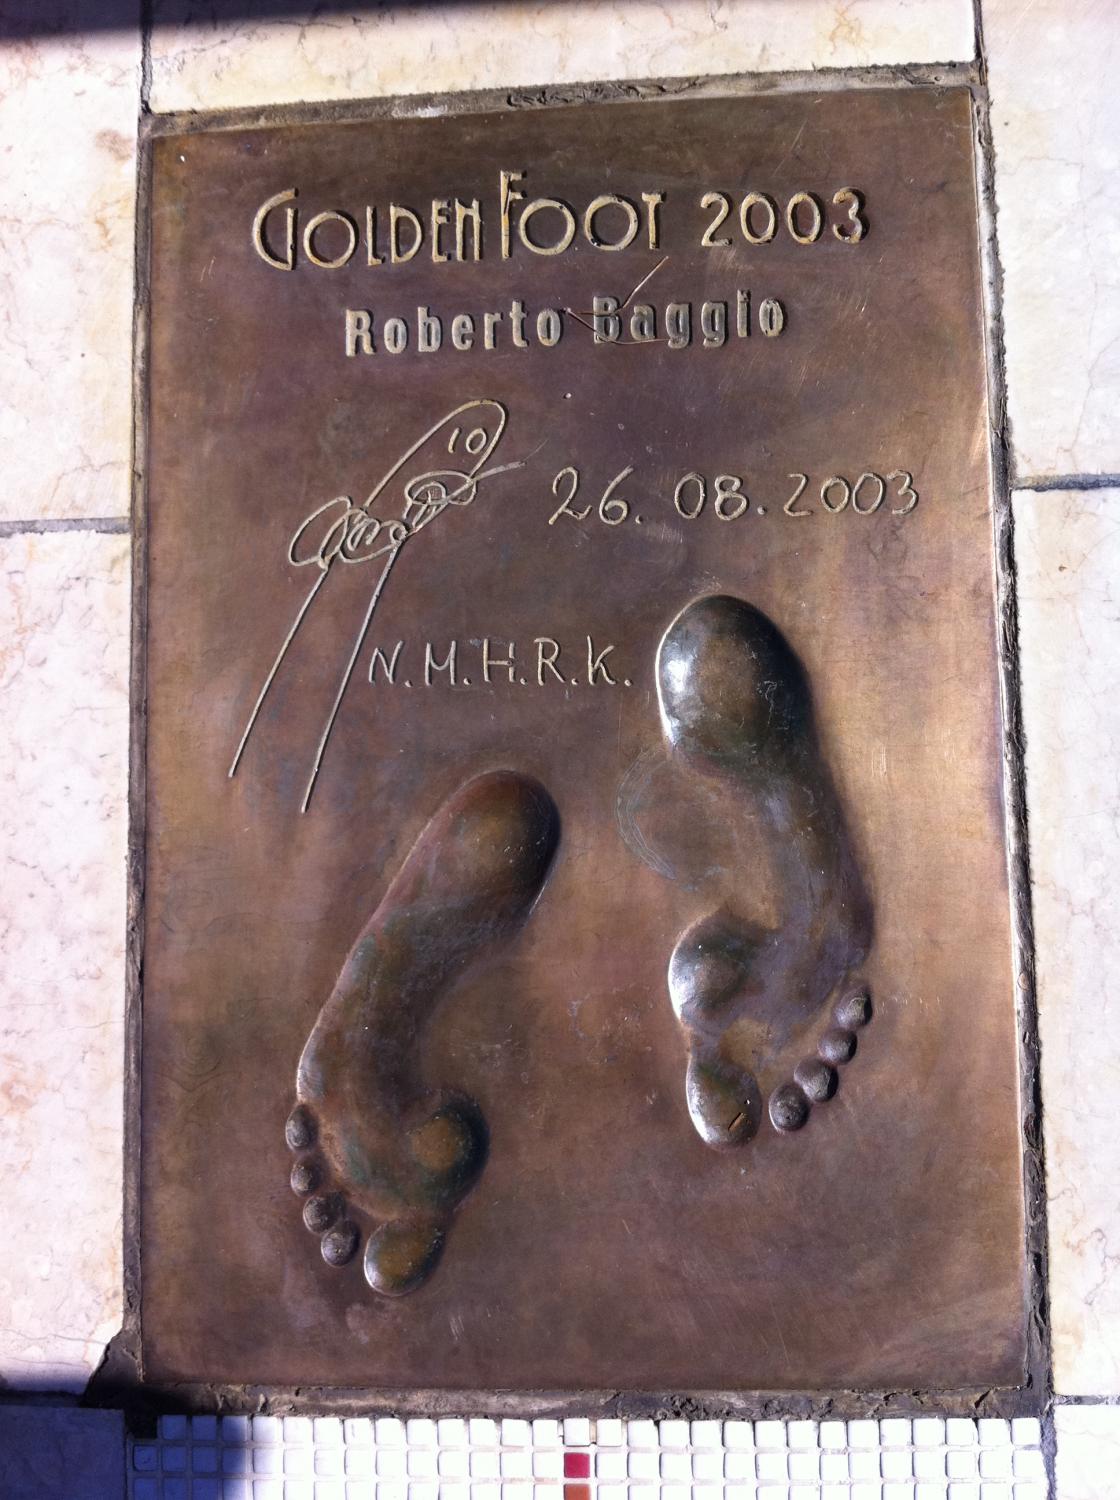 GOLDEN FOOT 2003
Roberto Baggio
10
26.08.2003
N.M.H.R.K.